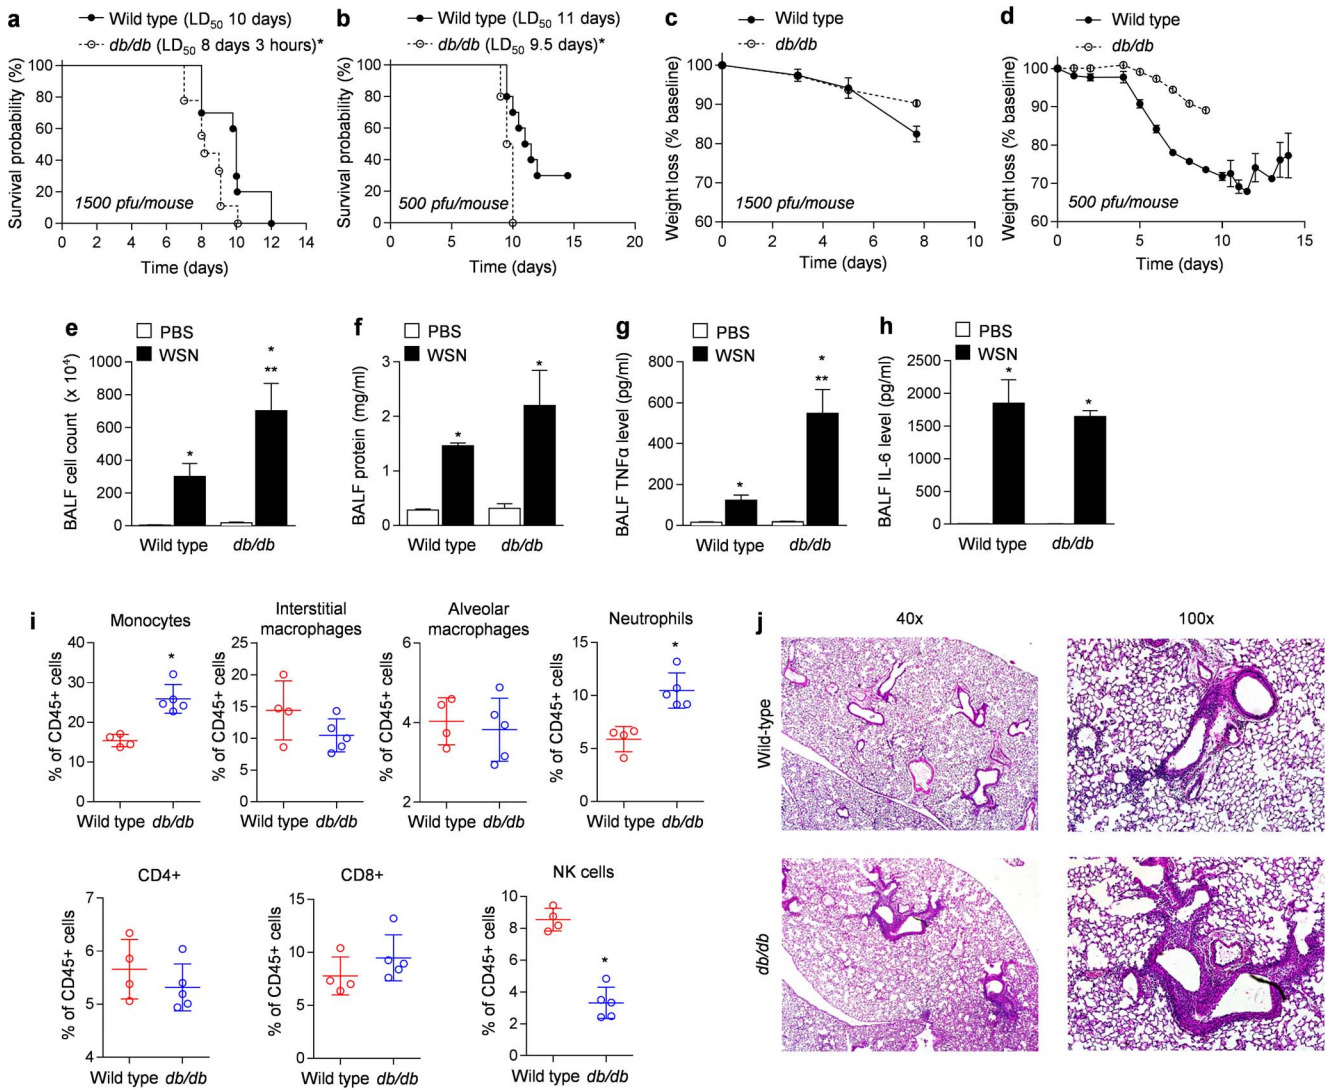 a
Wild type (LD50 10 days)
db/db (LD50 8 days 3 hours)*
Survival probability (%)
100
80
60
40
20
0
1500 pfu/mouse
0 2 4 6 8 10 12 14
Time (days)
b
Wild type (LD50 11 days)
db/db (LD50 9.5 days)*
Survival probability (%)
100
80
60
40
20
0
500 pfu/mouse
0 5 10 15 20
Time (days)
c
Wild type
db/db
Weight loss (% baseline)
100
90
80
70
60
1500 pfu/mouse
0 2 4 6 8 10
Time (days)
d
Wild type
db/db
Weight loss (% baseline)
100
90
80
70
60
500 pfu/mouse
0 5 10 15
Time (days)
e
PBS
WSN
BALF cell count (x 10⁴)
1000
800
600
400
200
0
*
*
**
Wild type db/db
f
PBS
WSN
BALF protein (mg/ml)
3
2
1
0
*
*
Wild type db/db
g
PBS
WSN
BALF TNFα level (pg/ml)
800
600
400
200
0
*
*
**
Wild type db/db
h
PBS
WSN
BALF IL-6 level (pg/ml)
2500
2000
1500
1000
500
0
*
*
Wild type db/db
i
Monocytes
% of CD45+ cells
40
30
20
10
0
*
Wild type db/db
Interstitial
macrophages
% of CD45+ cells
25
20
15
10
5
0
Wild type db/db
Alveolar
macrophages
% of CD45+ cells
6
4
2
Wild type db/db
Neutrophils
% of CD45+ cells
15
10
5
0
*
Wild type db/db
CD4+
% of CD45+ cells
7
6
5
4
Wild type db/db
CD8+
% of CD45+ cells
15
10
5
0
Wild type db/db
NK cells
% of CD45+ cells
10
8
6
4
2
0
*
Wild type db/db
j
40x 100x
Wild-type
db/db